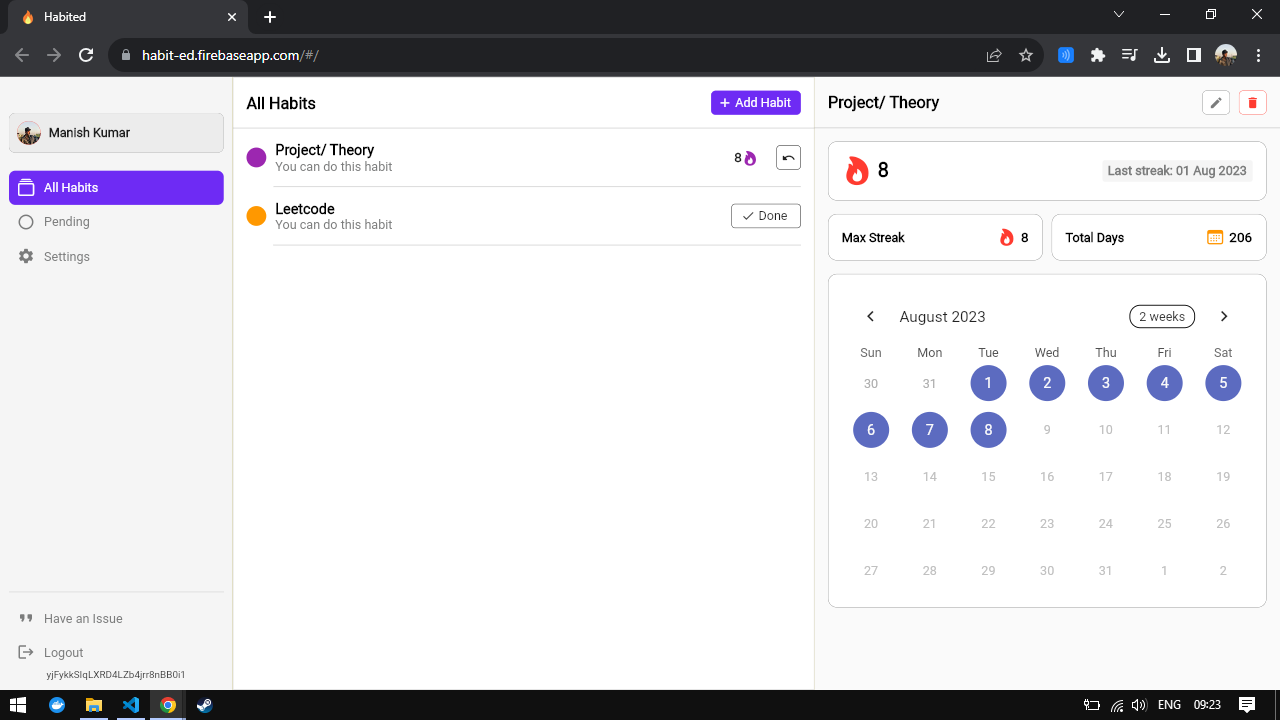 Habited
habit-ed.firebaseapp.com/#/
Manish Kumar
All Habits
Pending
Settings
Have an Issue
Logout
All Habits
+ Add Habit
Project/ Theory
You can do this habit
8
Leetcode
You can do this habit
Done
Project/ Theory
8
Last streak: 01 Aug 2023
Max Streak 8
Total Days 206
August 2023
2 weeks
Sun Mon Tue Wed Thu Fri Sat
30 31 1 2 3 4 5
6 7 8 9 10 11 12
13 14 15 16 17 18 19
20 21 22 23 24 25 26
27 28 29 30 31 1 2
ENG
09:23